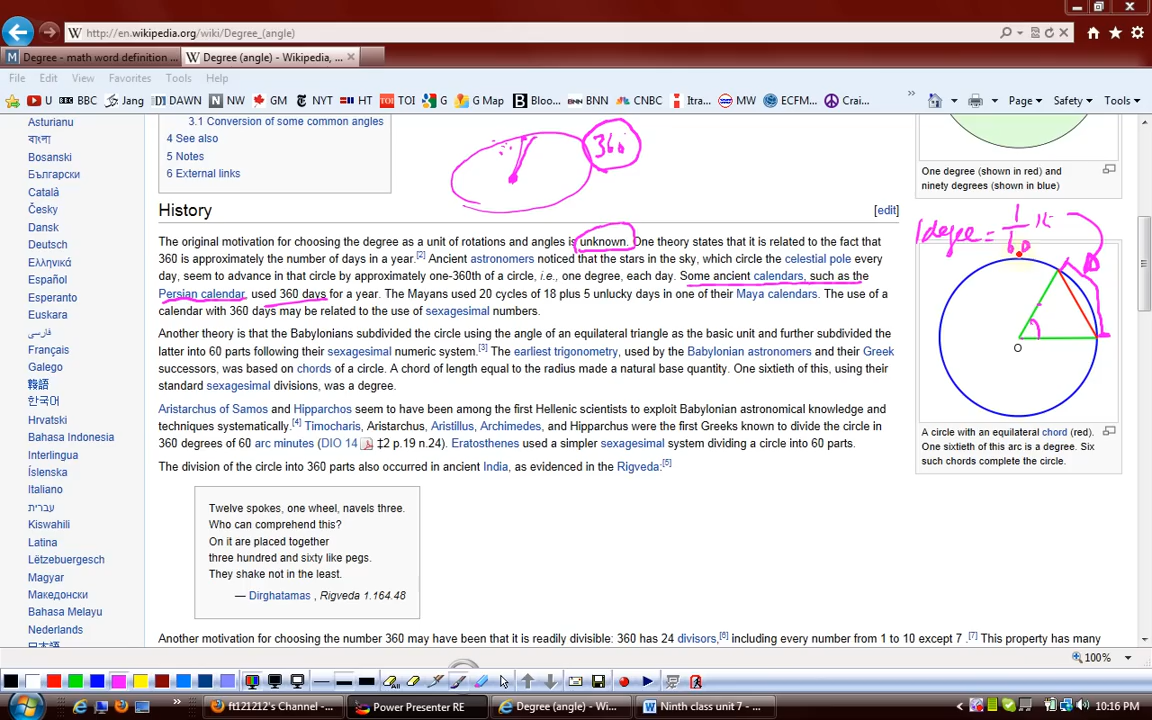 http://en.wikipedia.org/wiki/Degree_(angle)
Degree - math word definition ...
Degree (angle) - Wikipedia, ...
File Edit View Favorites Tools Help
U BBC Jang DAWN NW GM NYT HT TOI G G Map Bloo... BNN CNBC Itra... MW ECFM... Crai... Page Safety Tools
Asturianu
বাংলা
Bosanski
Български
Català
Česky
Dansk
Deutsch
Ελληνικά
Español
Esperanto
Euskara
فارسی
Français
Galego
贛語
한국어
Hrvatski
Bahasa Indonesia
Interlingua
Íslenska
Italiano
עברית
Kiswahili
Latina
Lëtzebuergesch
Magyar
Македонски
Bahasa Melayu
Nederlands
3.1 Conversion of some common angles
4 See also
5 Notes
6 External links
360
History
[edit]
The original motivation for choosing the degree as a unit of rotations and angles is unknown. One theory states that it is related to the fact that
360 is approximately the number of days in a year.[2] Ancient astronomers noticed that the stars in the sky, which circle the celestial pole every
day, seem to advance in that circle by approximately one-360th of a circle, i.e., one degree, each day. Some ancient calendars, such as the
Persian calendar, used 360 days for a year. The Mayans used 20 cycles of 18 plus 5 unlucky days in one of their Maya calendars. The use of a
calendar with 360 days may be related to the use of sexagesimal numbers.
Another theory is that the Babylonians subdivided the circle using the angle of an equilateral triangle as the basic unit and further subdivided the
latter into 60 parts following their sexagesimal numeric system.[3] The earliest trigonometry, used by the Babylonian astronomers and their Greek
successors, was based on chords of a circle. A chord of length equal to the radius made a natural base quantity. One sixtieth of this, using their
standard sexagesimal divisions, was a degree.
Aristarchus of Samos and Hipparchos seem to have been among the first Hellenic scientists to exploit Babylonian astronomical knowledge and
techniques systematically.[4] Timocharis, Aristarchus, Aristillus, Archimedes, and Hipparchus were the first Greeks known to divide the circle in
360 degrees of 60 arc minutes (DIO 14 ‡2 p.19 n.24). Eratosthenes used a simpler sexagesimal system dividing a circle into 60 parts.
The division of the circle into 360 parts also occurred in ancient India, as evidenced in the Rigveda:[5]
Twelve spokes, one wheel, navels three.
Who can comprehend this?
On it are placed together
three hundred and sixty like pegs.
They shake not in the least.
— Dirghatamas , Rigveda 1.164.48
Another motivation for choosing the number 360 may have been that it is readily divisible: 360 has 24 divisors,[6] including every number from 1 to 10 except 7 .[7] This property has many
One degree (shown in red) and
ninety degrees (shown in blue)
1 degree = 1
60
O
A circle with an equilateral chord (red).
One sixtieth of this arc is a degree. Six
such chords complete the circle.
100%
All
ft121212's Channel - ...
Power Presenter RE
Degree (angle) - Wi...
Ninth class unit 7 - ...
10:16 PM